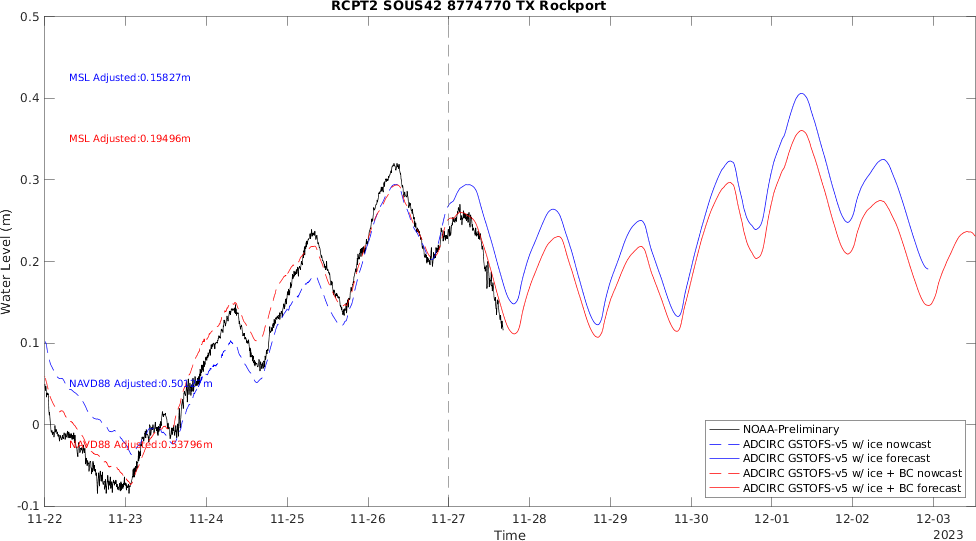 RCPT2 SOUS42 8774770 TX Rockport
0.5
MSL Adjusted:0.15827m
0.4
MSL Adjusted:0.19496m
0.3
Water Level (m)
0.2
0.1
NAVD88 Adjusted:
0
NAVD88 Adjusted:0.53796m
NOAA-Preliminary
ADCIRC GSTOFS-v5 w/ ice nowcast
ADCIRC GSTOFS-v5 w/ ice forecast
ADCIRC GSTOFS-v5 w/ ice + BC nowcast
ADCIRC GSTOFS-v5 w/ ice + BC forecast
-0.1
11-22 11-23 11-24 11-25 11-26 11-27 11-28 11-29 11-30 12-01 12-02 12-03
Time
2023